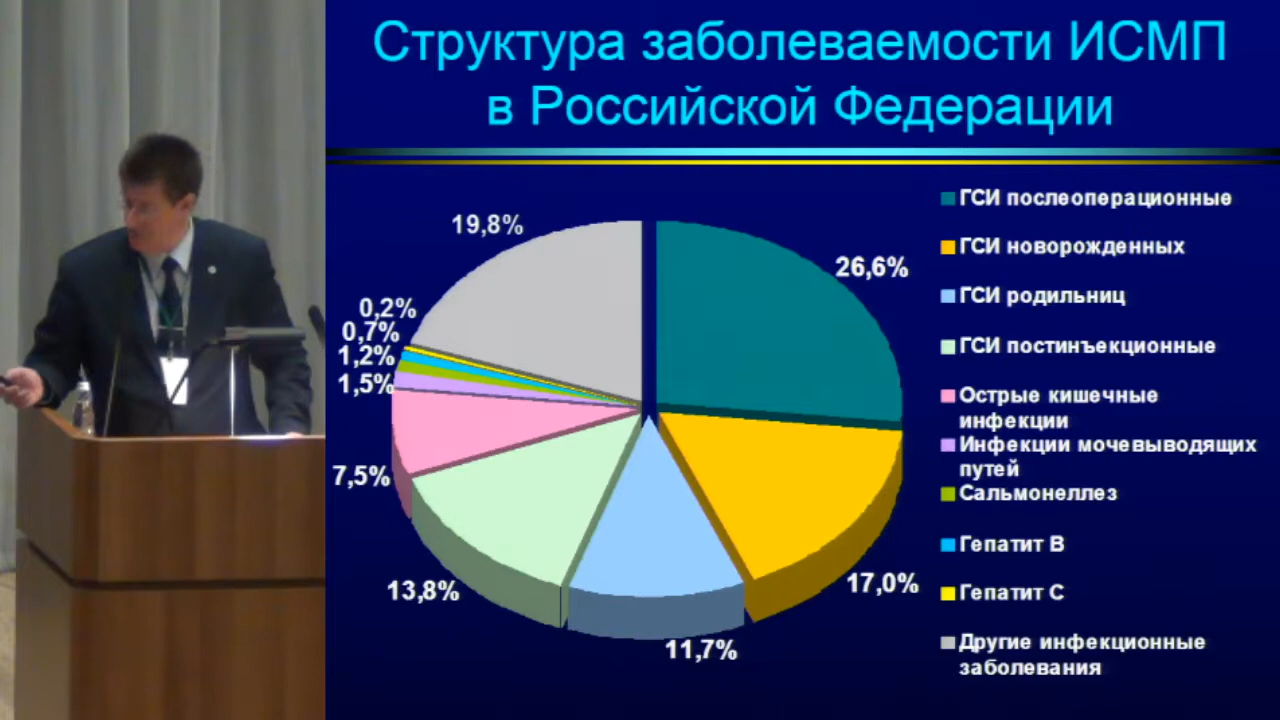 Структура заболеваемости ИСМП
в Российской Федерации
19,8%
26,6%
0,2%
0,7%
1,2%
1,5%
7,5%
13,8%
11,7%
17,0%
ГСИ послеоперационные
ГСИ новорожденных
ГСИ родильниц
ГСИ постинъекционные
Острые кишечные
инфекции
Инфекции мочевыводящих
путей
Сальмонеллез
Гепатит В
Гепатит С
Другие инфекционные
заболевания